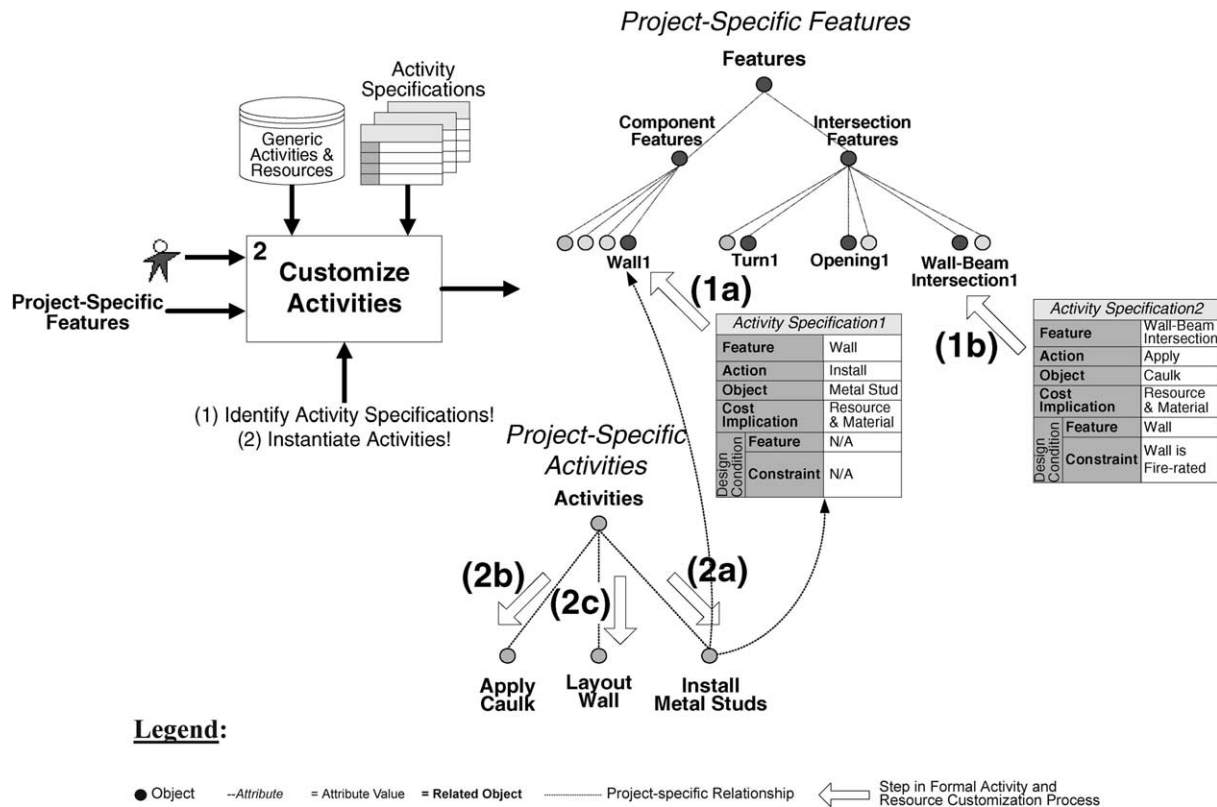 Project-Specific Features
Features
Component
Features
Intersection
Features
Wall1
Turn1
Opening1
Wall-Beam
Intersection1
Activity
Specifications
Generic
Activities &
Resources
2
Customize
Activities
Project-Specific
Features
(1) Identify Activity Specifications!
(2) Instantiate Activities!
(1a)
(1b)
Activity Specification1
Feature Wall
Action Install
Object Metal Stud
Cost
Implication Resource
& Material
Design
Condition
Feature N/A
Constraint N/A
Activity Specification2
Feature Wall-Beam
Intersection
Action Apply
Object Caulk
Cost
Implication Resource
& Material
Design
Condition
Feature Wall
Constraint Wall is
Fire-rated
Project-Specific
Activities
Activities
(2b)
(2c)
(2a)
Apply
Caulk
Layout
Wall
Install
Metal Studs
Legend:
Object
--Attribute
= Attribute Value
= Related Object
Project-specific Relationship
Step in Formal Activity and
Resource Customization Process